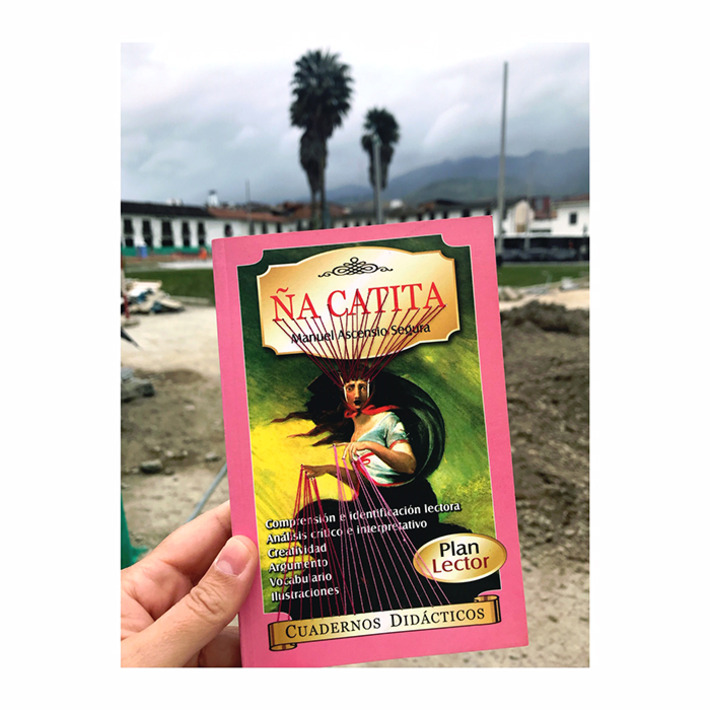 ÑA CATITA
Manuel Ascensio Segura
Comprensión e identificación lectora
Análisis crítico e interpretativo
Creatividad
Argumento
Vocabulario
Ilustraciones
Plan
Lector
CUADERNOS DIDÁCTICOS